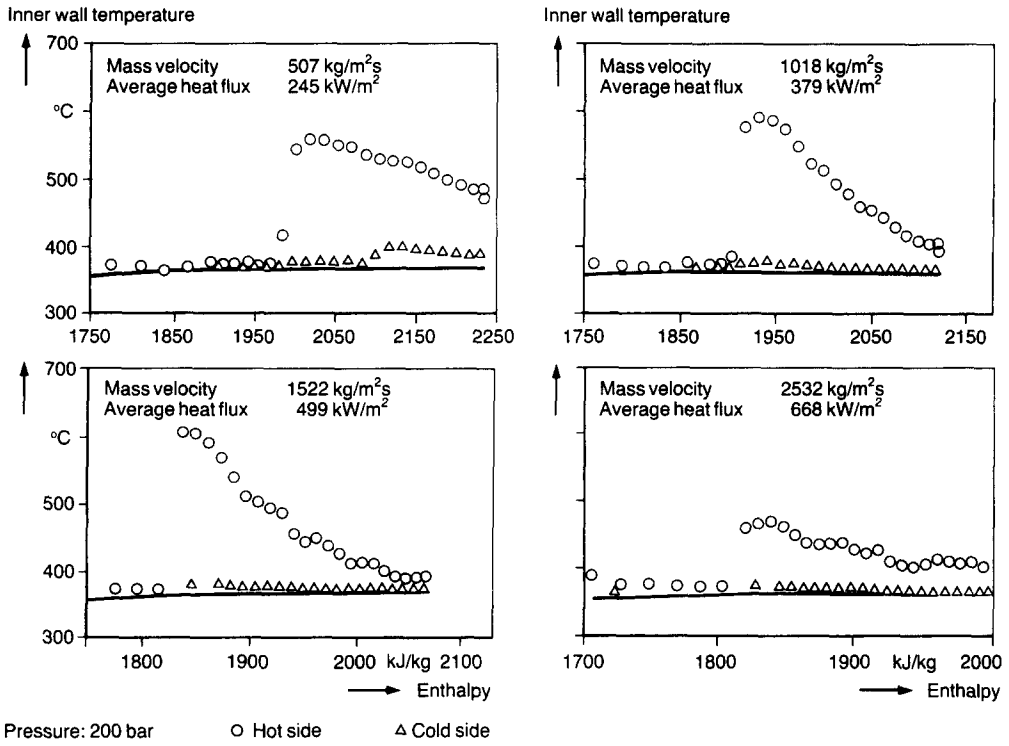 Inner wall temperature
Inner wall temperature
700
Mass velocity 507 kg/m²s
Average heat flux 245 kW/m²
°C
500
400
300
1750 1850 1950 2050 2150 2250
Mass velocity 1018 kg/m²s
Average heat flux 379 kW/m²
1750 1850 1950 2050 2150
700
Mass velocity 1522 kg/m²s
Average heat flux 499 kW/m²
°C
500
400
300
1800 1900 2000 kJ/kg 2100
Enthalpy
Mass velocity 2532 kg/m²s
Average heat flux 668 kW/m²
1700 1800 1900 kJ/kg 2000
Enthalpy
Pressure: 200 bar Hot side Cold side